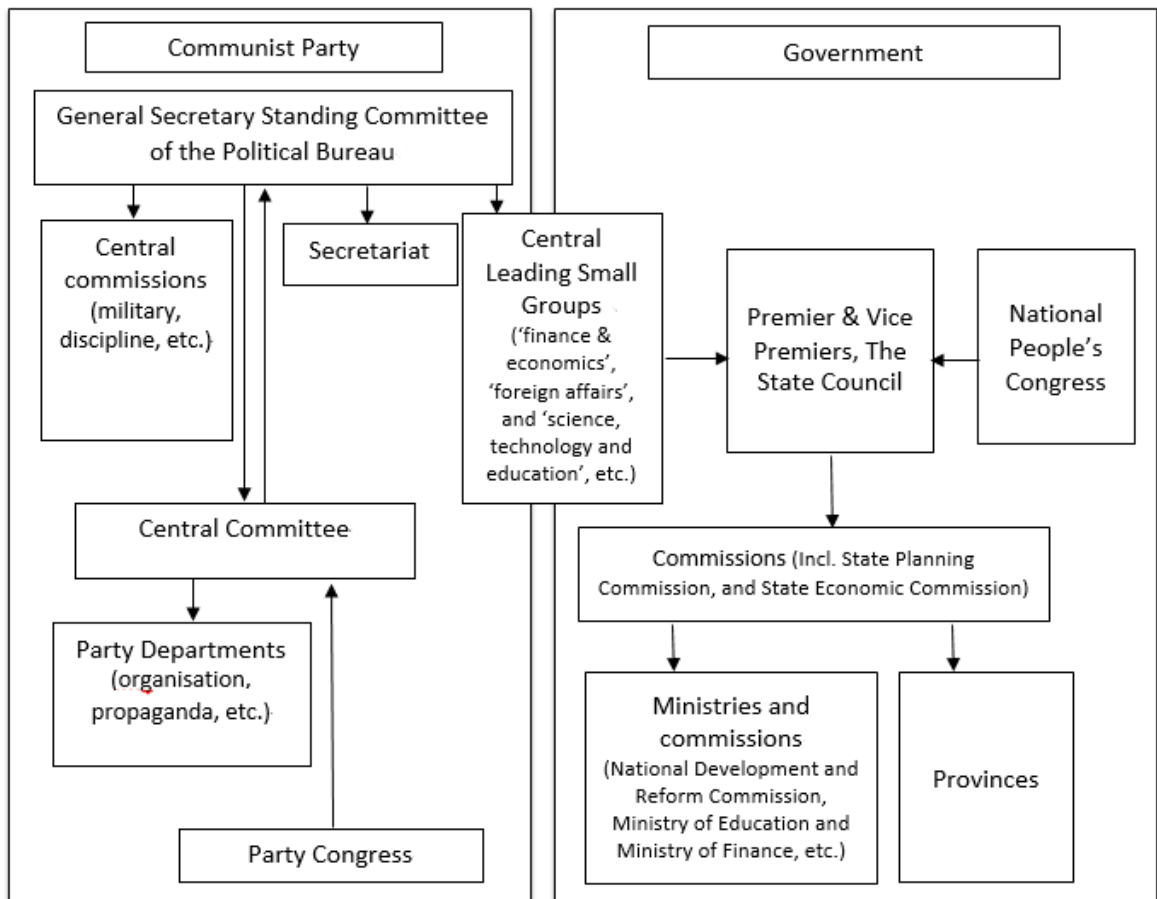 Communist Party
General Secretary Standing Committee
of the Political Bureau
Central
commissions
(military,
discipline, etc.)
Secretariat
Central
Leading Small
Groups
(‘finance &
economics’,
‘foreign affairs’,
and ‘science,
technology and
education’, etc.)
Central Committee
Party Departments
(organisation,
propaganda, etc.)
Party Congress
Government
Premier & Vice
Premiers, The
State Council
National
People’s
Congress
Commissions (Incl. State Planning
Commission, and State Economic Commission)
Ministries and
commissions
(National Development and
Reform Commission,
Ministry of Education and
Ministry of Finance, etc.)
Provinces